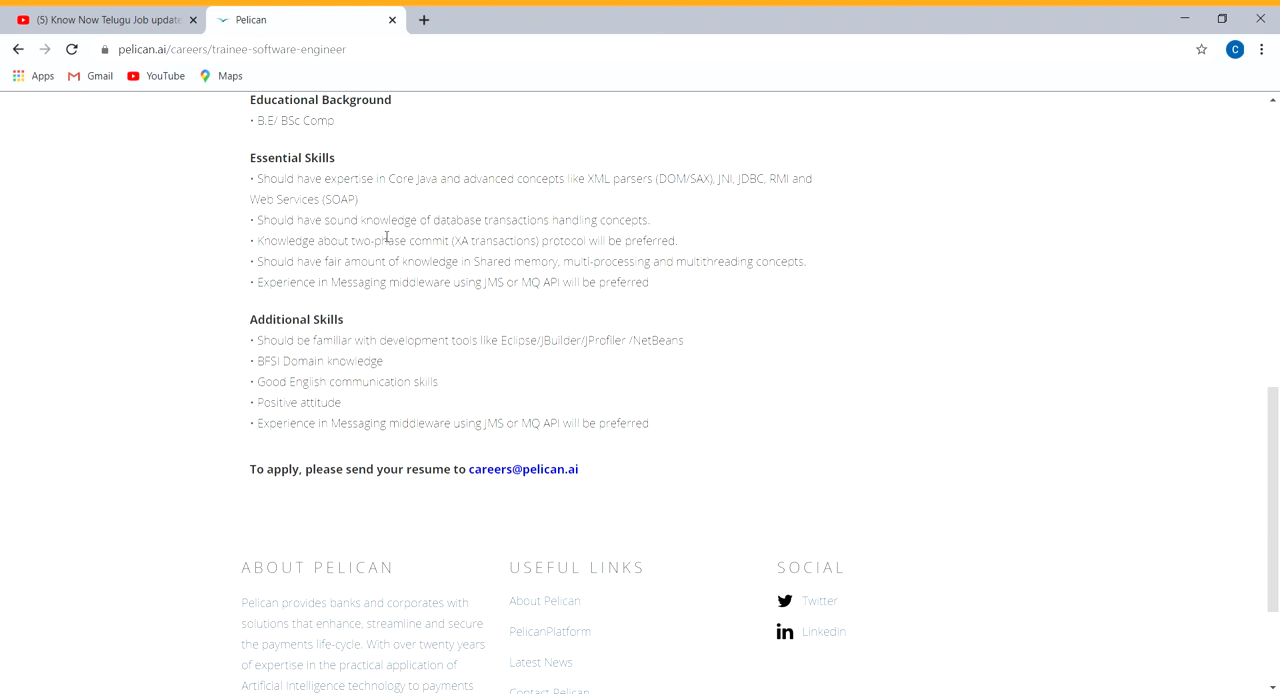 (5) Know Now Telugu Job update
Pelican
pelican.ai/careers/trainee-software-engineer
C
Apps
Gmail
YouTube
Maps
Educational Background
• B.E/ BSc Comp
Essential Skills
• Should have expertise in Core Java and advanced concepts like XML parsers (DOM/SAX), JNI, JDBC, RMI and
Web Services (SOAP)
• Should have sound knowledge of database transactions handling concepts.
• Knowledge about two-phase commit (XA transactions) protocol will be preferred.
• Should have fair amount of knowledge in Shared memory, multi-processing and multithreading concepts.
• Experience in Messaging middleware using JMS or MQ API will be preferred
Additional Skills
• Should be familiar with development tools like Eclipse/JBuilder/JProfiler /NetBeans
• BFSI Domain knowledge
• Good English communication skills
• Positive attitude
• Experience in Messaging middleware using JMS or MQ API will be preferred
To apply, please send your resume to careers@pelican.ai
ABOUT PELICAN
Pelican provides banks and corporates with
solutions that enhance, streamline and secure
the payments life-cycle. With over twenty years
of expertise in the practical application of
Artificial Intelligence technology to payments
USEFUL LINKS
About Pelican
PelicanPlatform
Latest News
Contact Pelican
SOCIAL
Twitter
Linkedin